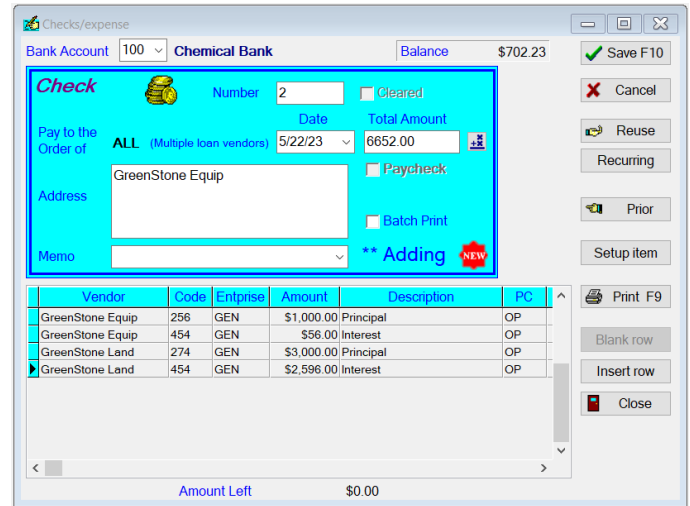 Checks/expense
Bank Account 100 Chemical Bank Balance $702.23
Save F10
Check Number 2 Cleared
Cancel
Date Total Amount
Pay to the Order of ALL (Multiple loan vendors) 5/22/23 6652.00
Reuse
Recurring
GreenStone Equip Paycheck
Address
Batch Print
Prior
Memo ** Adding NEW
Setup item
Vendor Code Entprise Amount Description PC
Print F9
GreenStone Equip 256 GEN $1,000.00 Principal OP
GreenStone Equip 454 GEN $56.00 Interest OP
Blank row
GreenStone Land 274 GEN $3,000.00 Principal OP
GreenStone Land 454 GEN $2,596.00 Interest OP
Insert row
Close
Amount Left $0.00